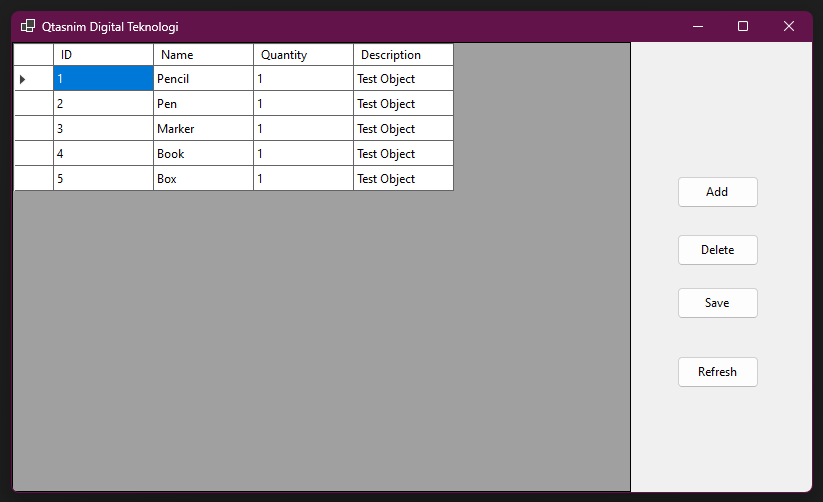 Qtasnim Digital Teknologi
ID Name Quantity Description
1 Pencil 1 Test Object
2 Pen 1 Test Object
3 Marker 1 Test Object
4 Book 1 Test Object
5 Box 1 Test Object
Add
Delete
Save
Refresh